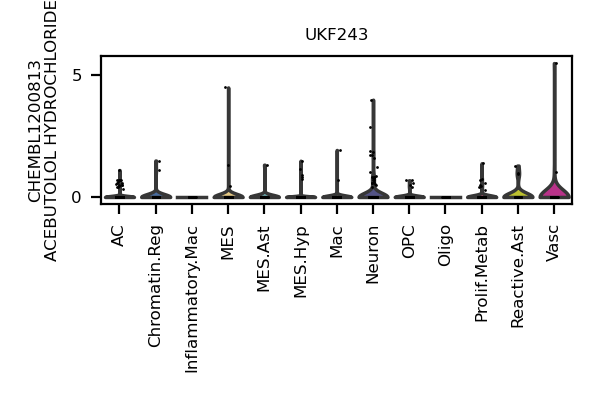 UKF243
CHEMBL1200813
ACEBUTOLOL HYDROCHLORIDE
5
0
AC
Chromatin.Reg
Inflammatory.Mac
MES
MES.Ast
MES.Hyp
Mac
Neuron
OPC
Oligo
Prolif.Metab
Reactive.Ast
Vasc